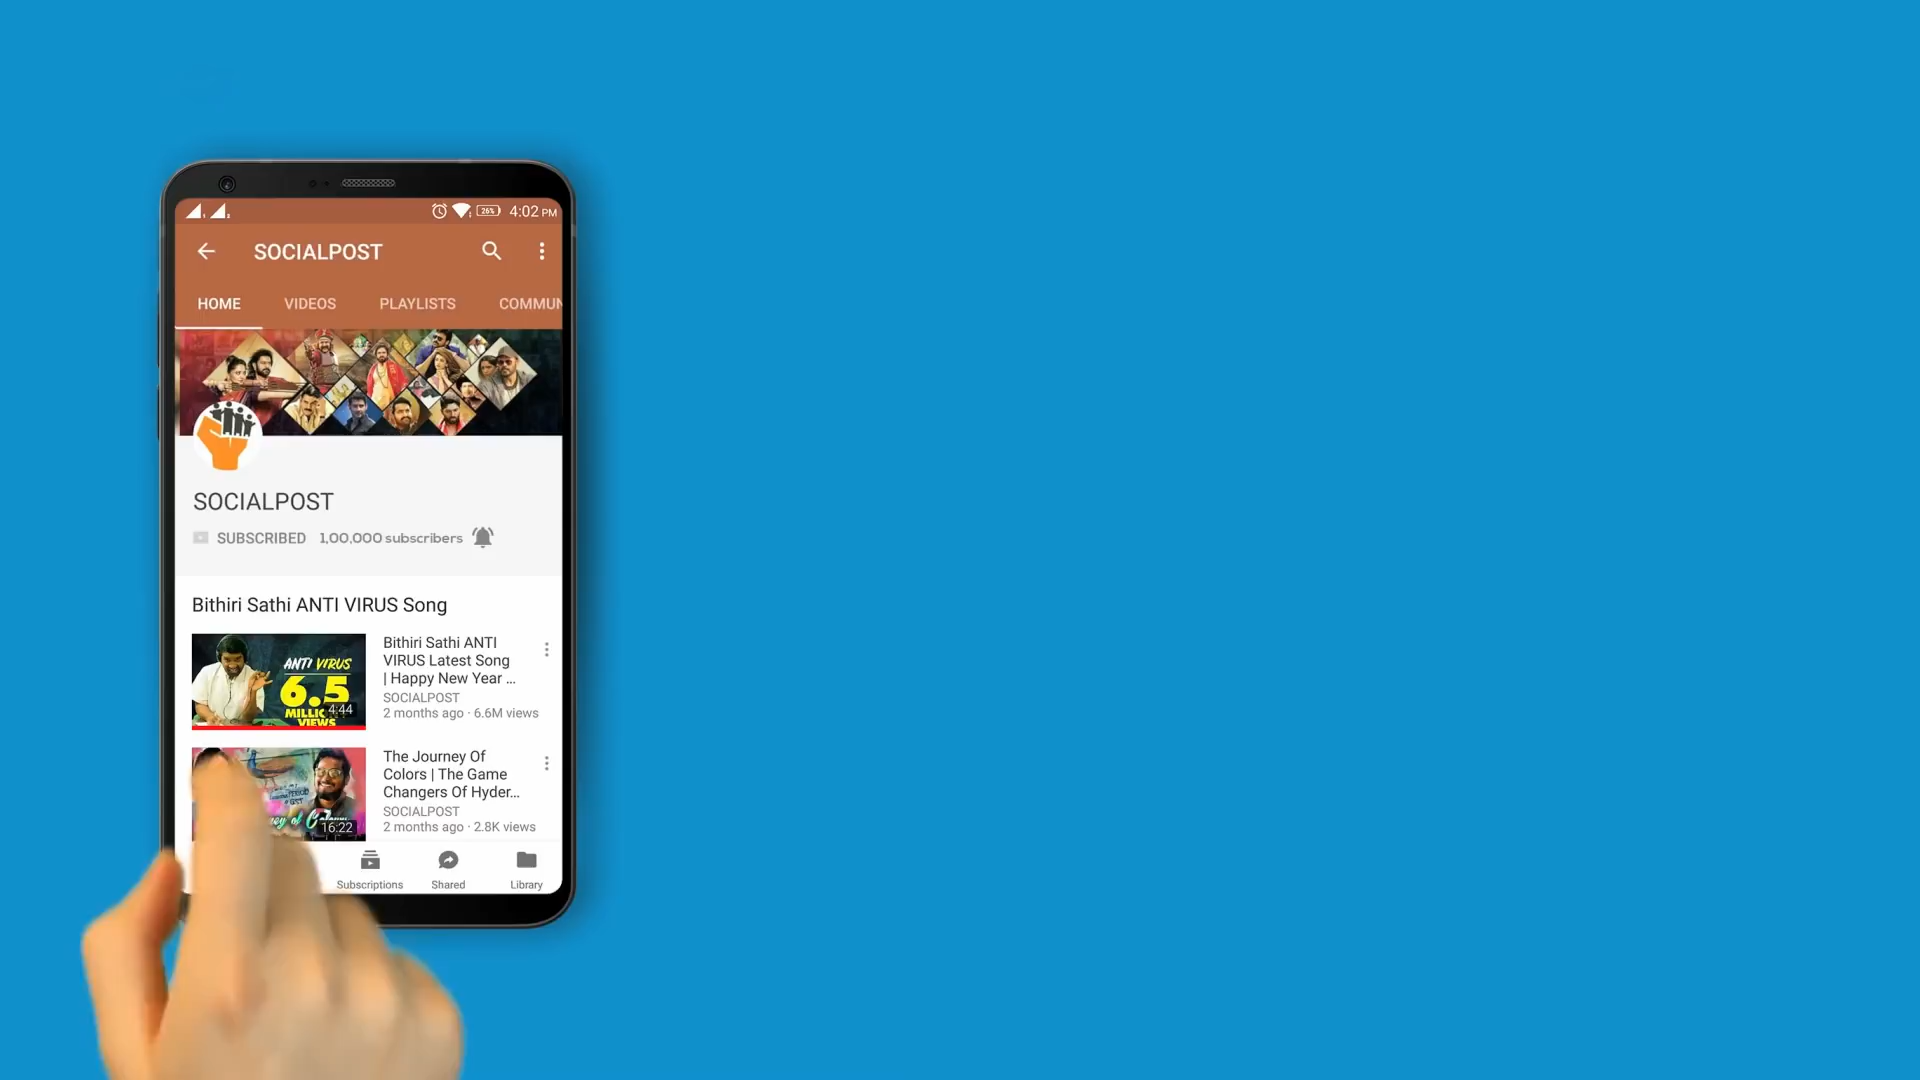 4:02 PM
26%
SOCIALPOST
HOME VIDEOS PLAYLISTS COMMUN
SOCIALPOST
SUBSCRIBED 1,00,000 subscribers
Bithiri Sathi ANTI VIRUS Song
ANTI VIRUS
6.5
VIEWS
4:44
Bithiri Sathi ANTI
VIRUS Latest Song
| Happy New Year ...
SOCIALPOST
2 months ago · 6.6M views
16:22
The Journey Of
Colors | The Game
Changers Of Hyder...
SOCIALPOST
2 months ago · 2.8K views
Subscriptions Shared Library